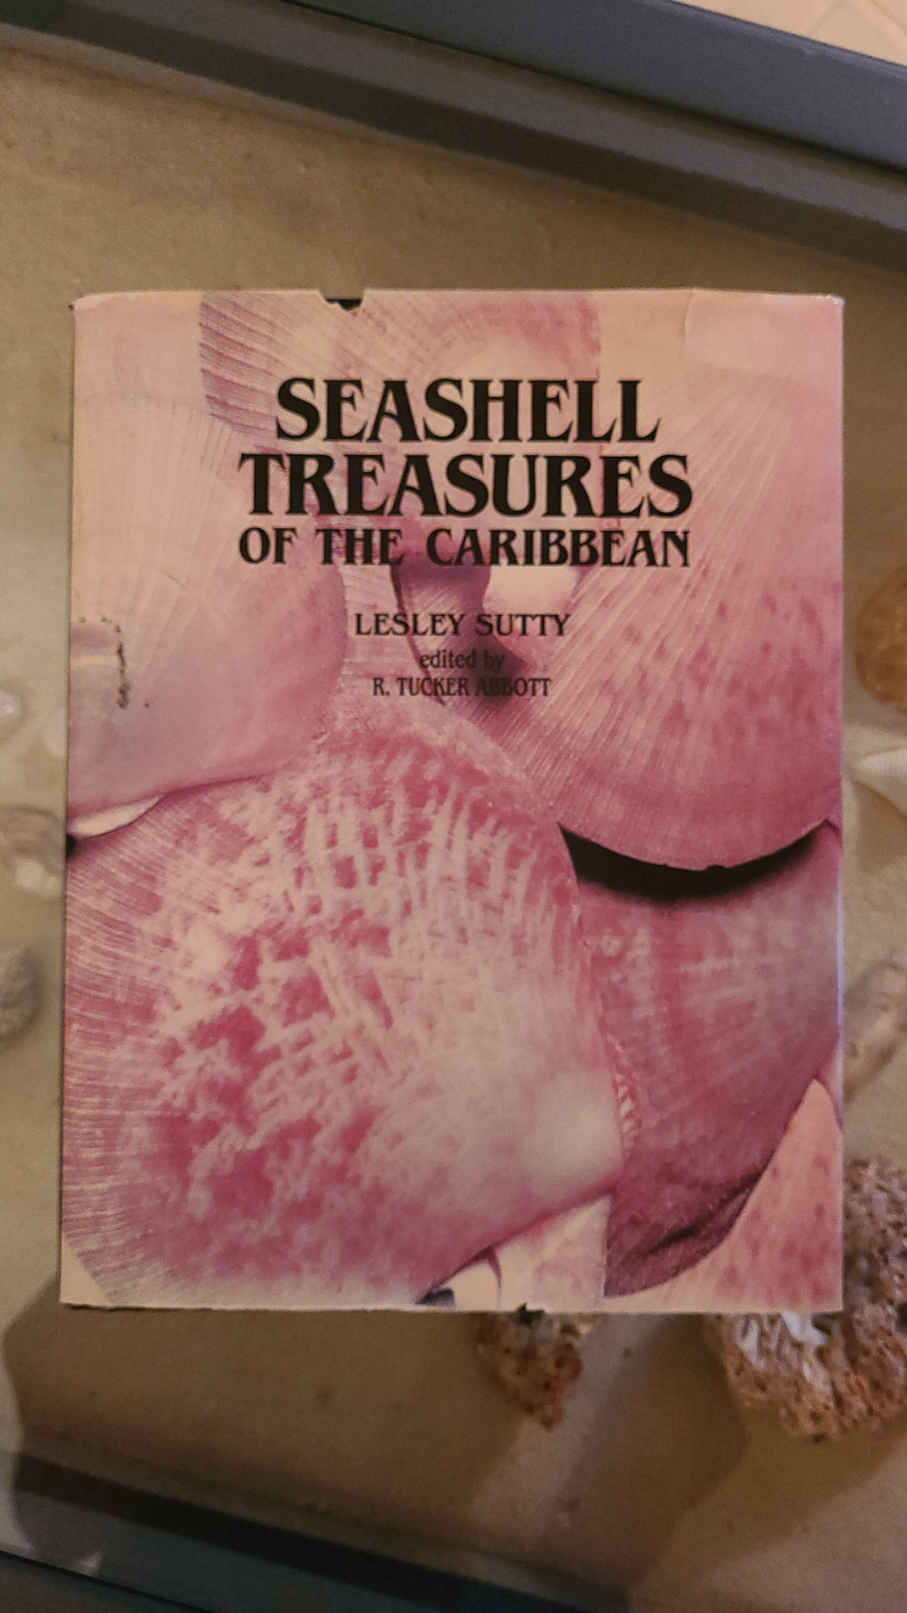 SEASHELL
TREASURES
OF THE CARIBBEAN
LESLEY SUTTY
edited by
R. TUCKER ABBOTT